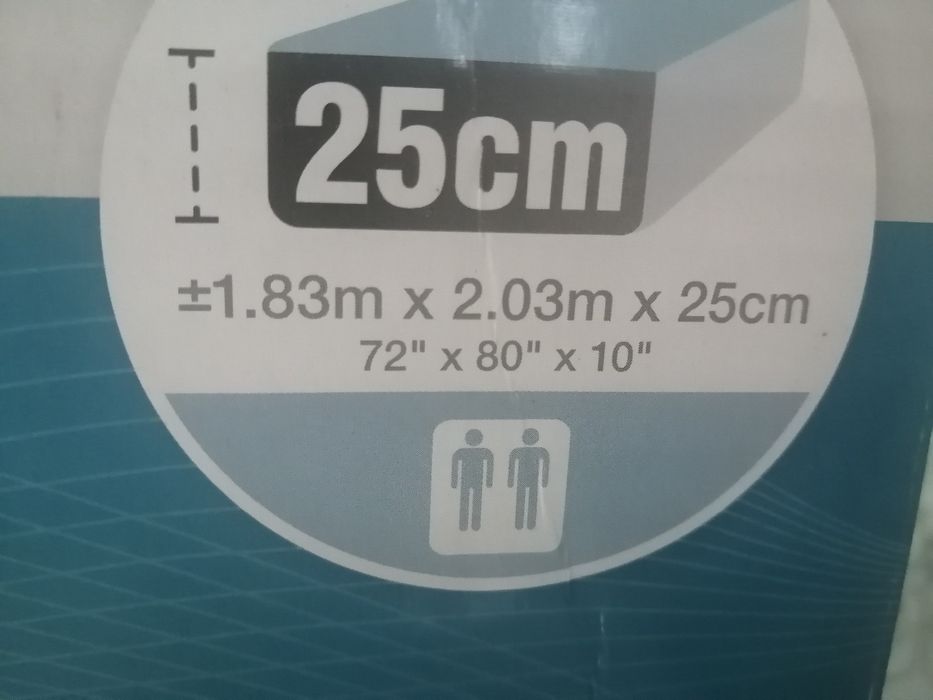 25cm
±1.83m x 2.03m x 25cm
72" x 80" x 10"